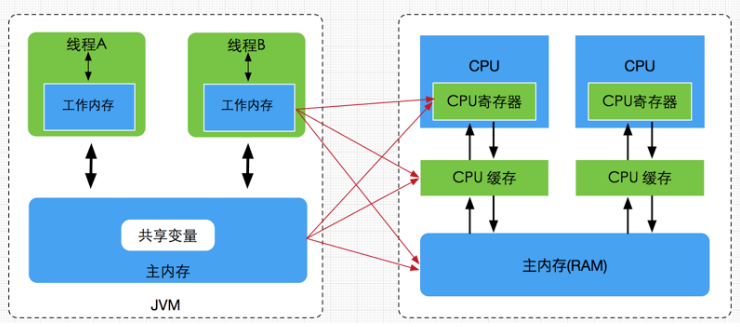 线程A
工作内存
线程B
工作内存
共享变量
主内存
JVM
CPU
CPU寄存器
CPU 缓存
CPU
CPU寄存器
CPU 缓存
主内存(RAM)